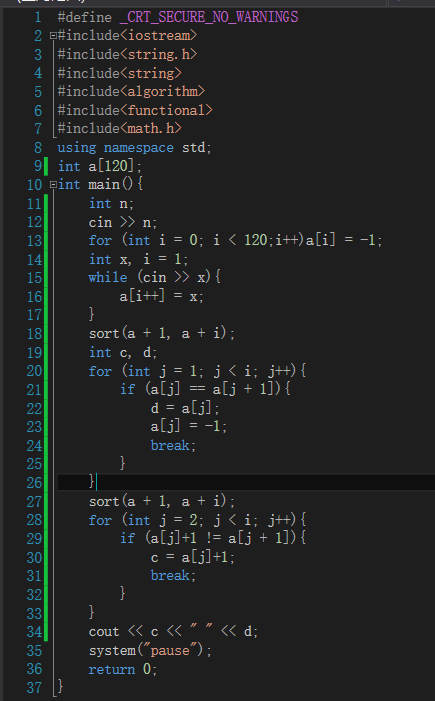 1 #define _CRT_SECURE_NO_WARNINGS
2 #include<iostream>
3 #include<string.h>
4 #include<string>
5 #include<algorithm>
6 #include<functional>
7 #include<math.h>
8 using namespace std;
9 int a[120];
10 int main(){
11 int n;
12 cin >> n;
13 for (int i = 0; i < 120;i++)a[i] = -1;
14 int x, i = 1;
15 while (cin >> x){
16 a[i++] = x;
17 }
18 sort(a + 1, a + i);
19 int c, d;
20 for (int j = 1; j < i; j++){
21 if (a[j] == a[j + 1]){
22 d = a[j];
23 a[j] = -1;
24 break;
25 }
26 }
27 sort(a + 1, a + i);
28 for (int j = 2; j < i; j++){
29 if (a[j]+1 != a[j + 1]){
30 c = a[j]+1;
31 break;
32 }
33 }
34 cout << c << " " << d;
35 system("pause");
36 return 0;
37 }